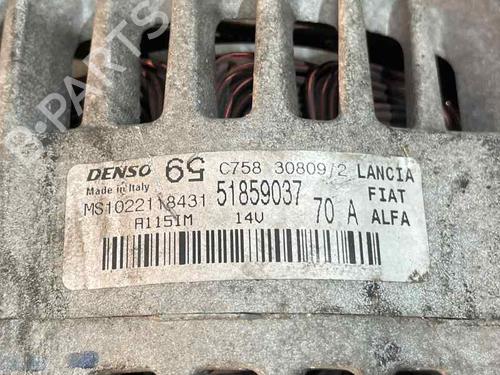 B-PARTS
DENSO 59 C758 30809/2 LANCIA
Made in Italy 51859037 FIAT
MS1022118431 70 A ALFA
A115IM 14V